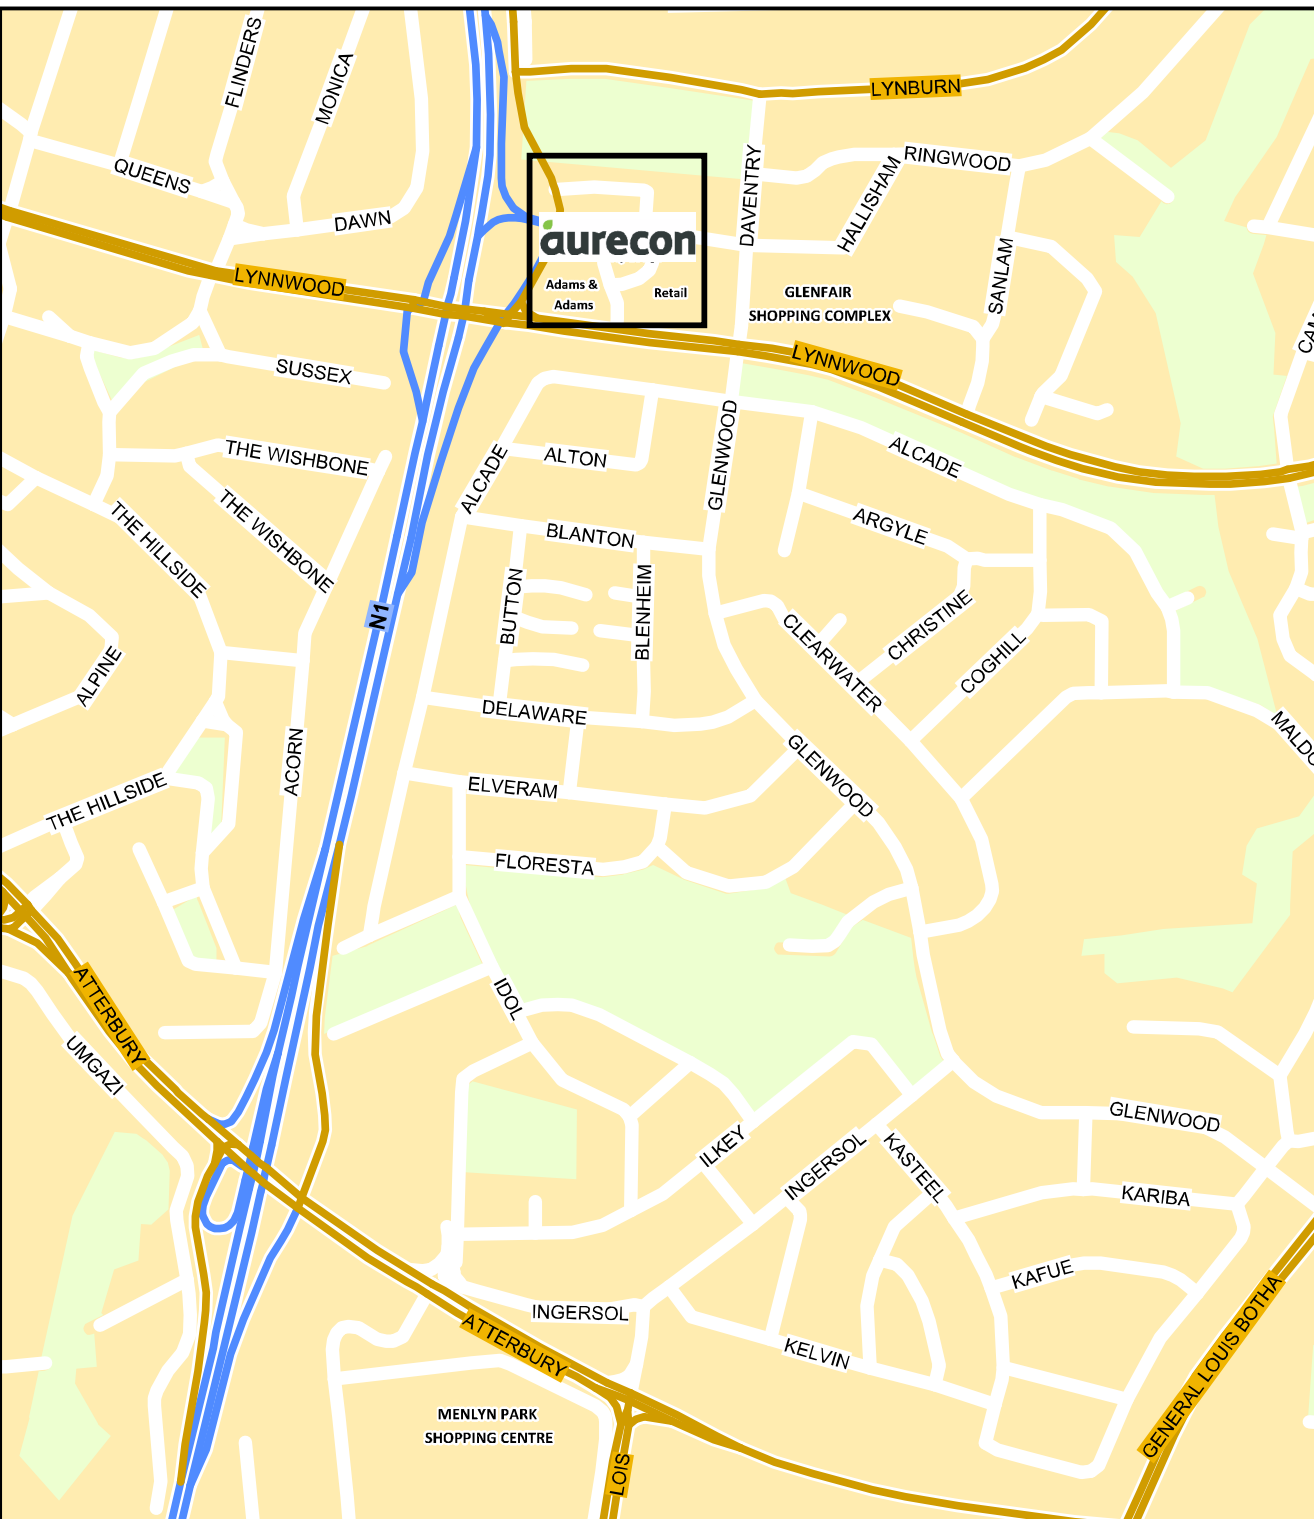 FLINDERS
MONICA
LYNBURN
QUEENS
DAWN
DAVENTRY
HALLISHAM
RINGWOOD
LYNNWOOD
aurecon
Adams &
Adams
Retail
GLENFAIR
SHOPPING COMPLEX
SANLAM
SUSSEX
LYNNWOOD
THE WISHBONE
THE WISHBONE
ALCADE
ALTON
GLENWOOD
ALCADE
THE HILLSIDE
BLANTON
ARGYLE
N1
BUTTON
BLENHEIM
CLEARWATER
CHRISTINE
COGHILL
ALPINE
DELAWARE
ACORN
GLENWOOD
THE HILLSIDE
ELVERAM
FLORESTA
ATTERBURY
IDOL
UMGAZI
GLENWOOD
ILKEY
INGERSOL
KASTEEL
KARIBA
KAFUE
INGERSOL
ATTERBURY
KELVIN
GENERAL LOUIS BOTHA
MENLYN PARK
SHOPPING CENTRE
LOIS